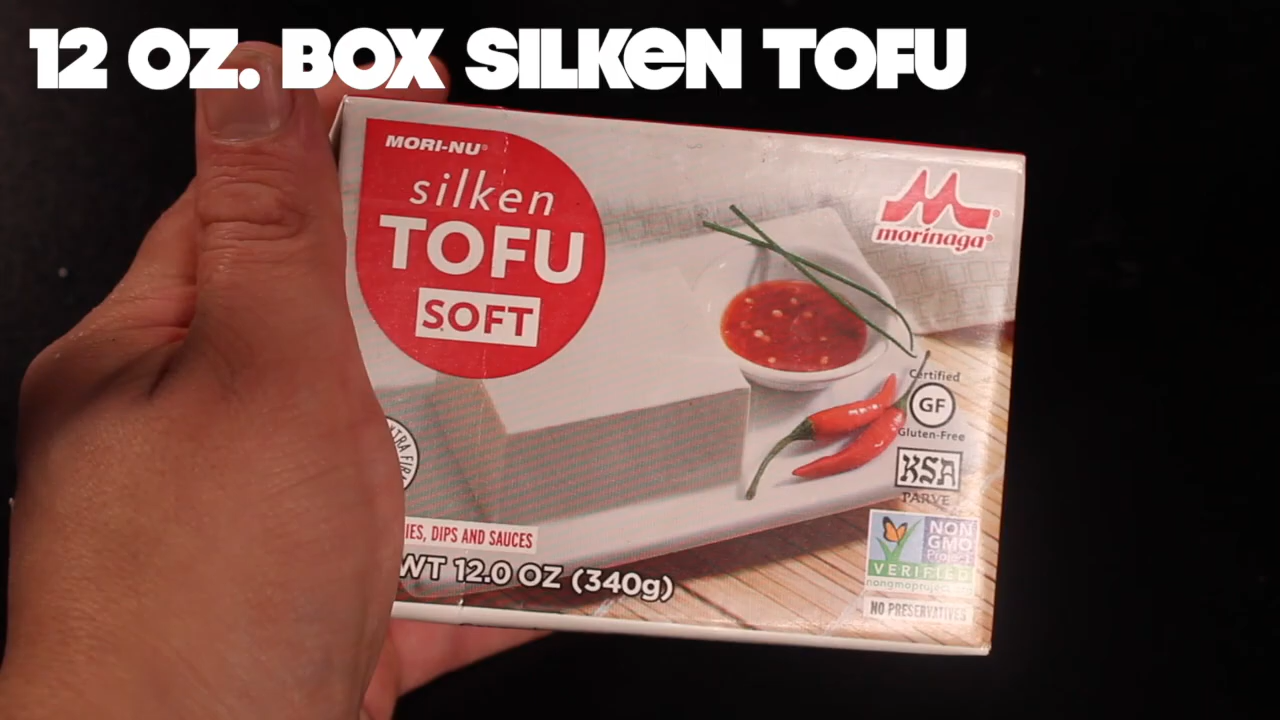 12 OZ. BOX SILKEN TOFU
MORI-NU®
silken
TOFU
SOFT
morinaga®
Certified
GF
Gluten-Free
KSA
PARVE
IES, DIPS AND SAUCES
WT 12.0 OZ (340g)
NON
GMO
Project
VERIFIED
nongmoproject.org
NO PRESERVATIVES